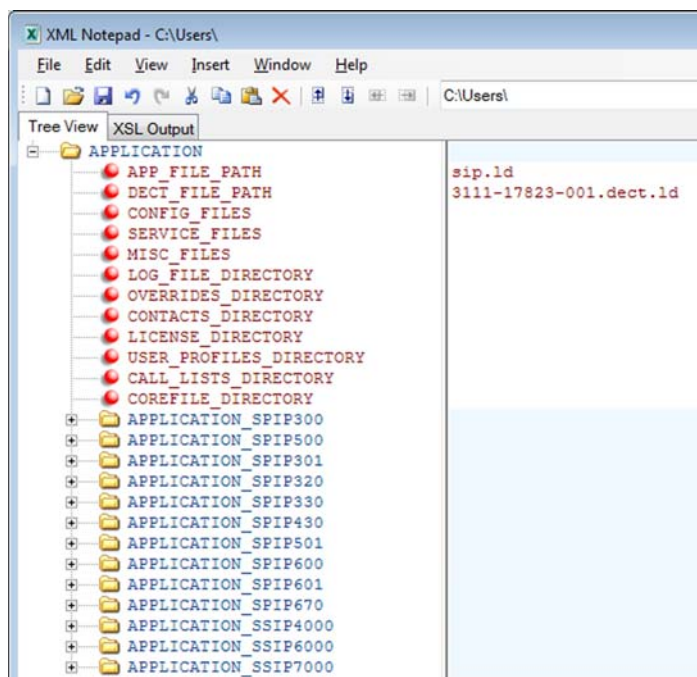 XML Notepad - C:\Users\
File Edit View Insert Window Help
C:\Users\
Tree View XSL Output
APPLICATION
APP_FILE_PATH sip.ld
DECT_FILE_PATH 3111-17823-001.dect.ld
CONFIG_FILES
SERVICE_FILES
MISC_FILES
LOG_FILE_DIRECTORY
OVERRIDES_DIRECTORY
CONTACTS_DIRECTORY
LICENSE_DIRECTORY
USER_PROFILES_DIRECTORY
CALL_LISTS_DIRECTORY
COREFILE_DIRECTORY
APPLICATION_SPIP300
APPLICATION_SPIP500
APPLICATION_SPIP301
APPLICATION_SPIP320
APPLICATION_SPIP330
APPLICATION_SPIP430
APPLICATION_SPIP501
APPLICATION_SPIP600
APPLICATION_SPIP601
APPLICATION_SPIP670
APPLICATION_SSIP4000
APPLICATION_SSIP6000
APPLICATION_SSIP7000